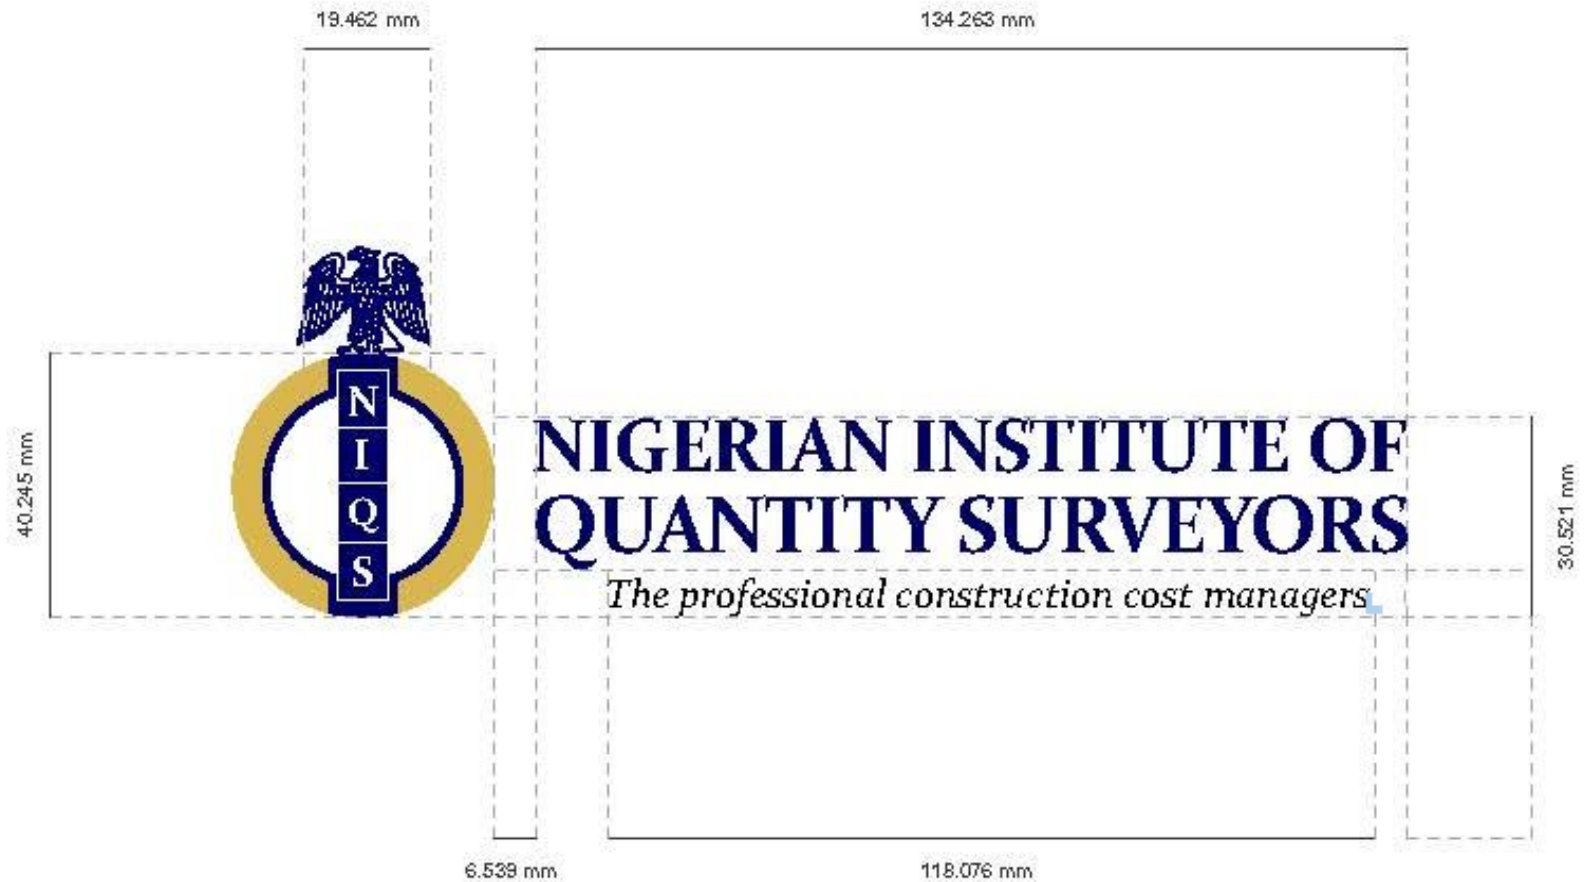 19.462 mm
134.263 mm
N
I
Q
S
40.245 mm
NIGERIAN INSTITUTE OF
QUANTITY SURVEYORS
The professional construction cost managers
30.521 mm
6.539 mm
118.076 mm